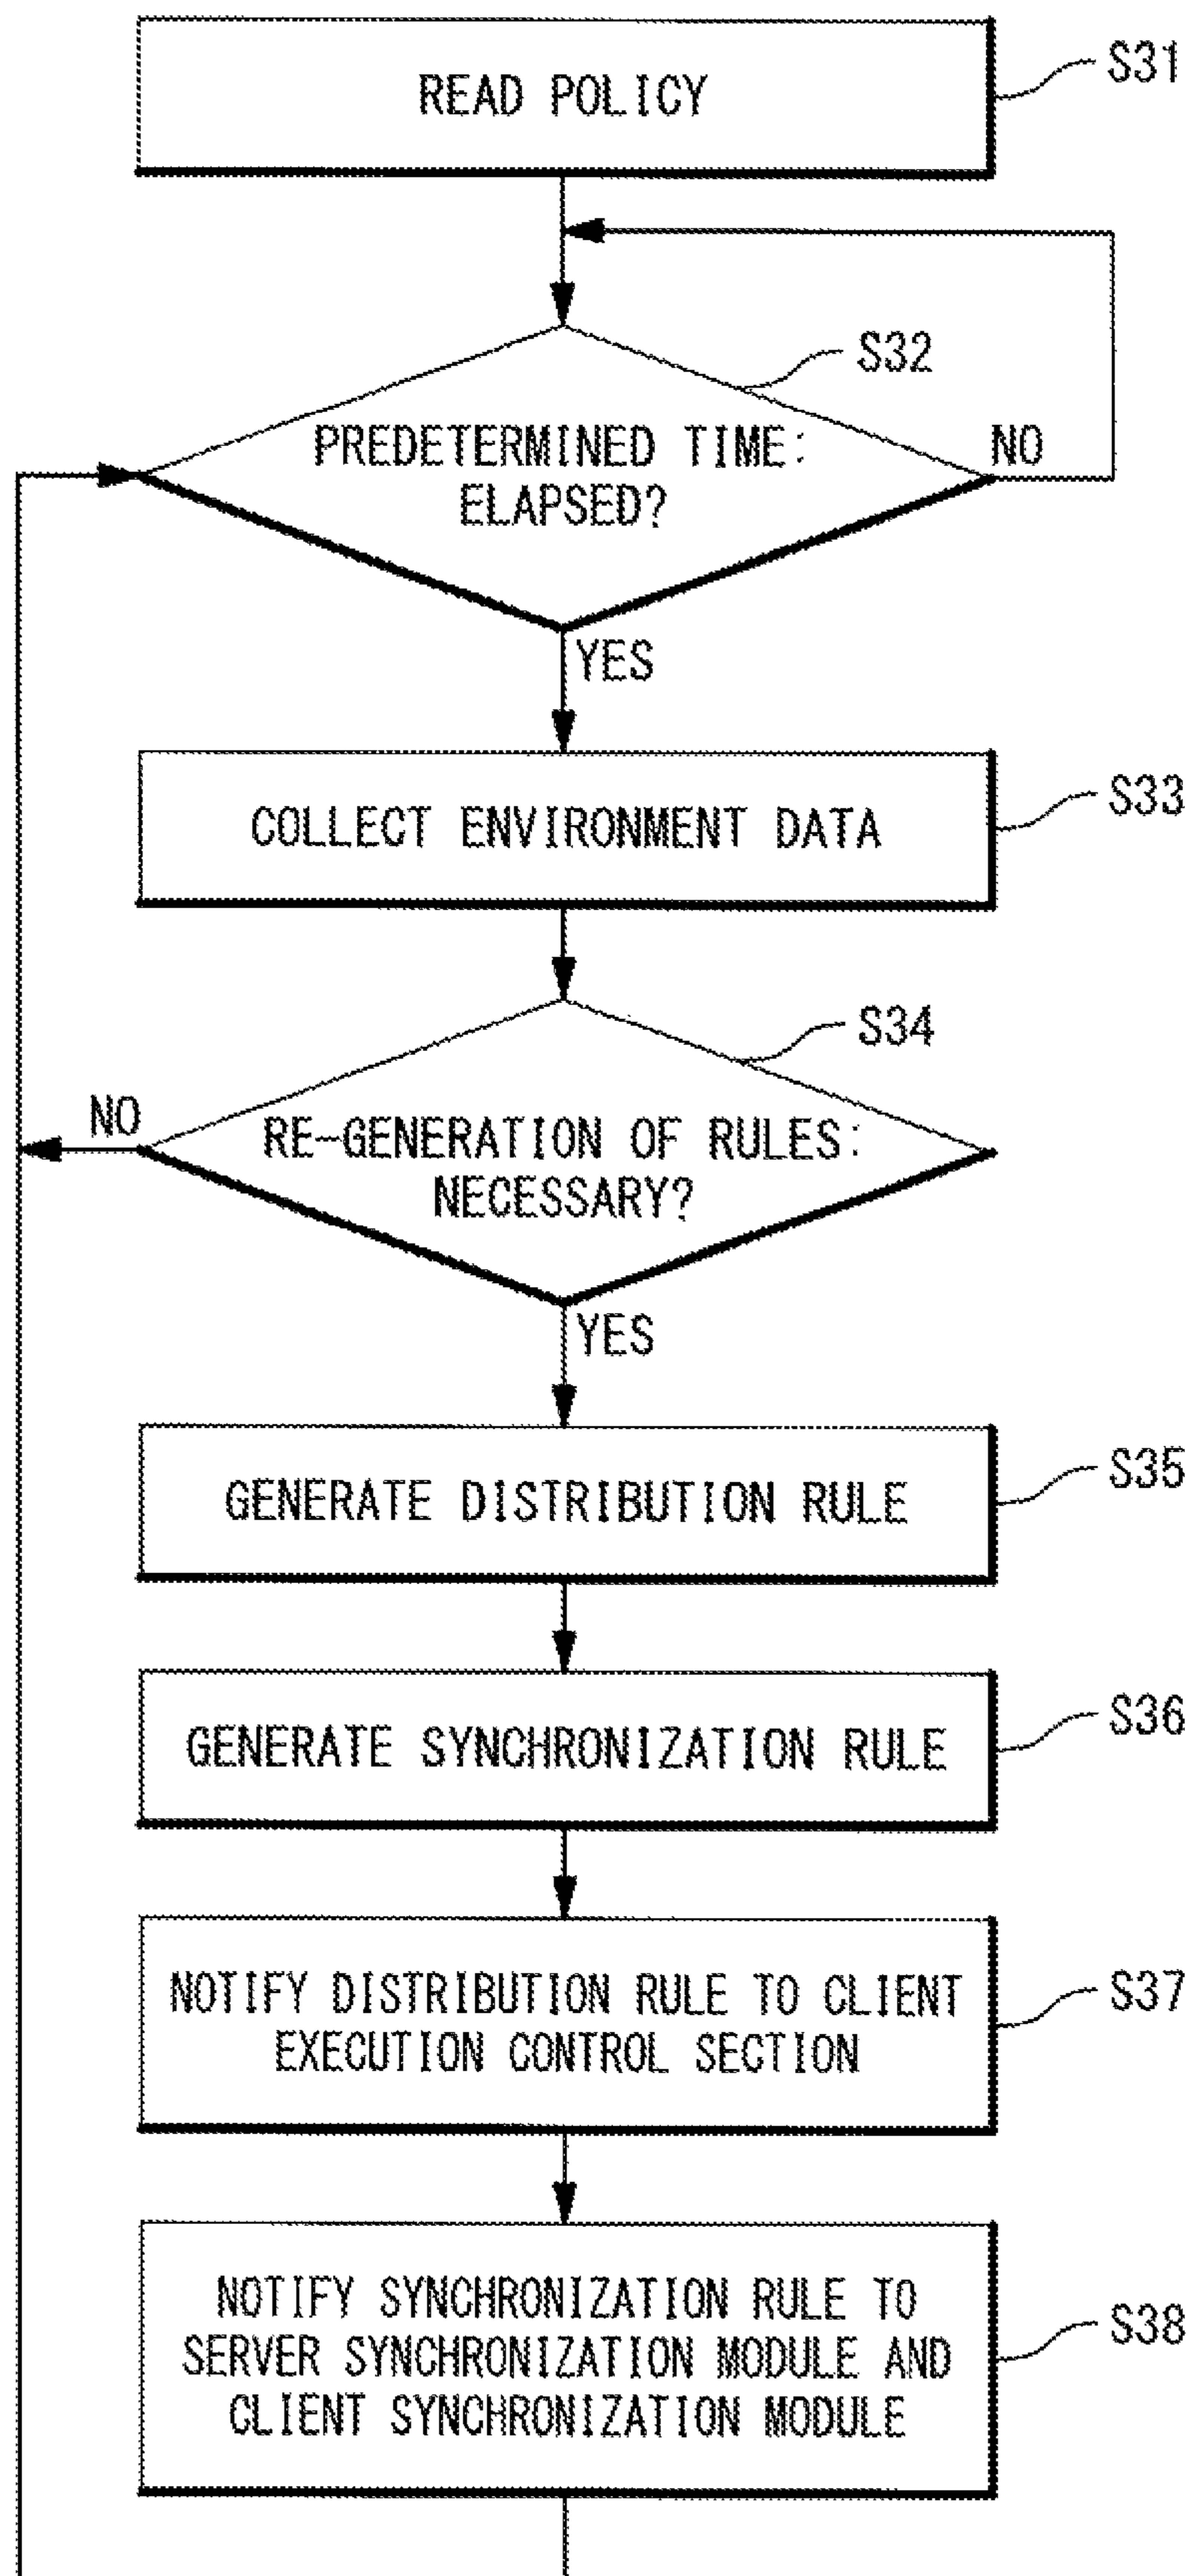 READ POLICY
S31
S32
PREDETERMINED TIME:
ELAPSED?
NO
YES
COLLECT ENVIRONMENT DATA
S33
S34
NO
RE-GENERATION OF RULES:
NECESSARY?
YES
GENERATE DISTRIBUTION RULE
S35
GENERATE SYNCHRONIZATION RULE
S36
NOTIFY DISTRIBUTION RULE TO CLIENT
EXECUTION CONTROL SECTION
S37
NOTIFY SYNCHRONIZATION RULE TO
SERVER SYNCHRONIZATION MODULE AND
CLIENT SYNCHRONIZATION MODULE
S38